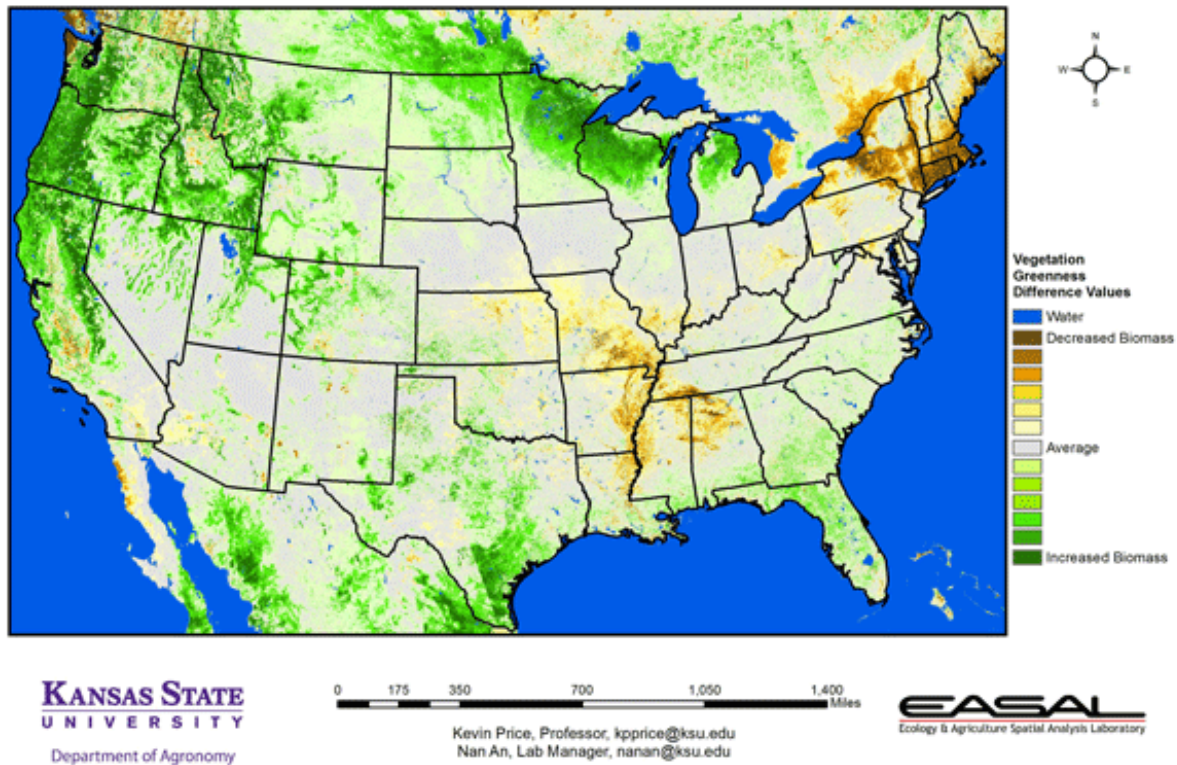 N
W E
S
Vegetation
Greenness
Difference Values
Water
Decreased Biomass
Average
Increased Biomass
KANSAS STATE
UNIVERSITY
Department of Agronomy
0 175 350 700 1,050 1,400
Miles
Kevin Price, Professor, kpprice@ksu.edu
Nan An, Lab Manager, nanan@ksu.edu
EASAL
Ecology & Agriculture Spatial Analysis Laboratory